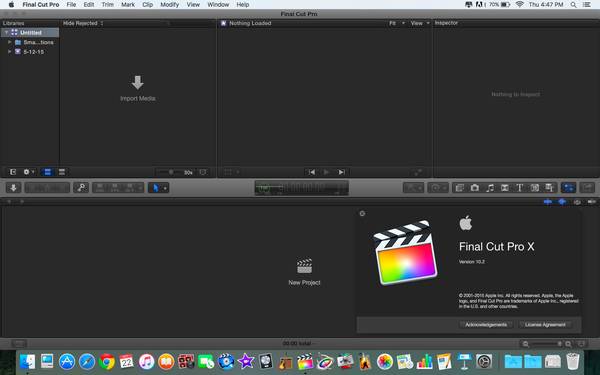 Final Cut Pro File Edit Trim Mark Clip Modify View Window Help
70% Thu 4:47 PM
Final Cut Pro
Libraries
Hide Rejected
Nothing Loaded
Fit
View
Inspector
Untitled
Sma...tions
5-12-15
Import Media
Nothing to Inspect
30s
New Project
Final Cut Pro X
Version 10.2
© 2001-2015 Apple Inc. All rights reserved. Apple, the Apple
logo, and Final Cut Pro are trademarks of Apple Inc., registered
in the U.S. and other countries.
Acknowledgements
License Agreement
00:00 total
22